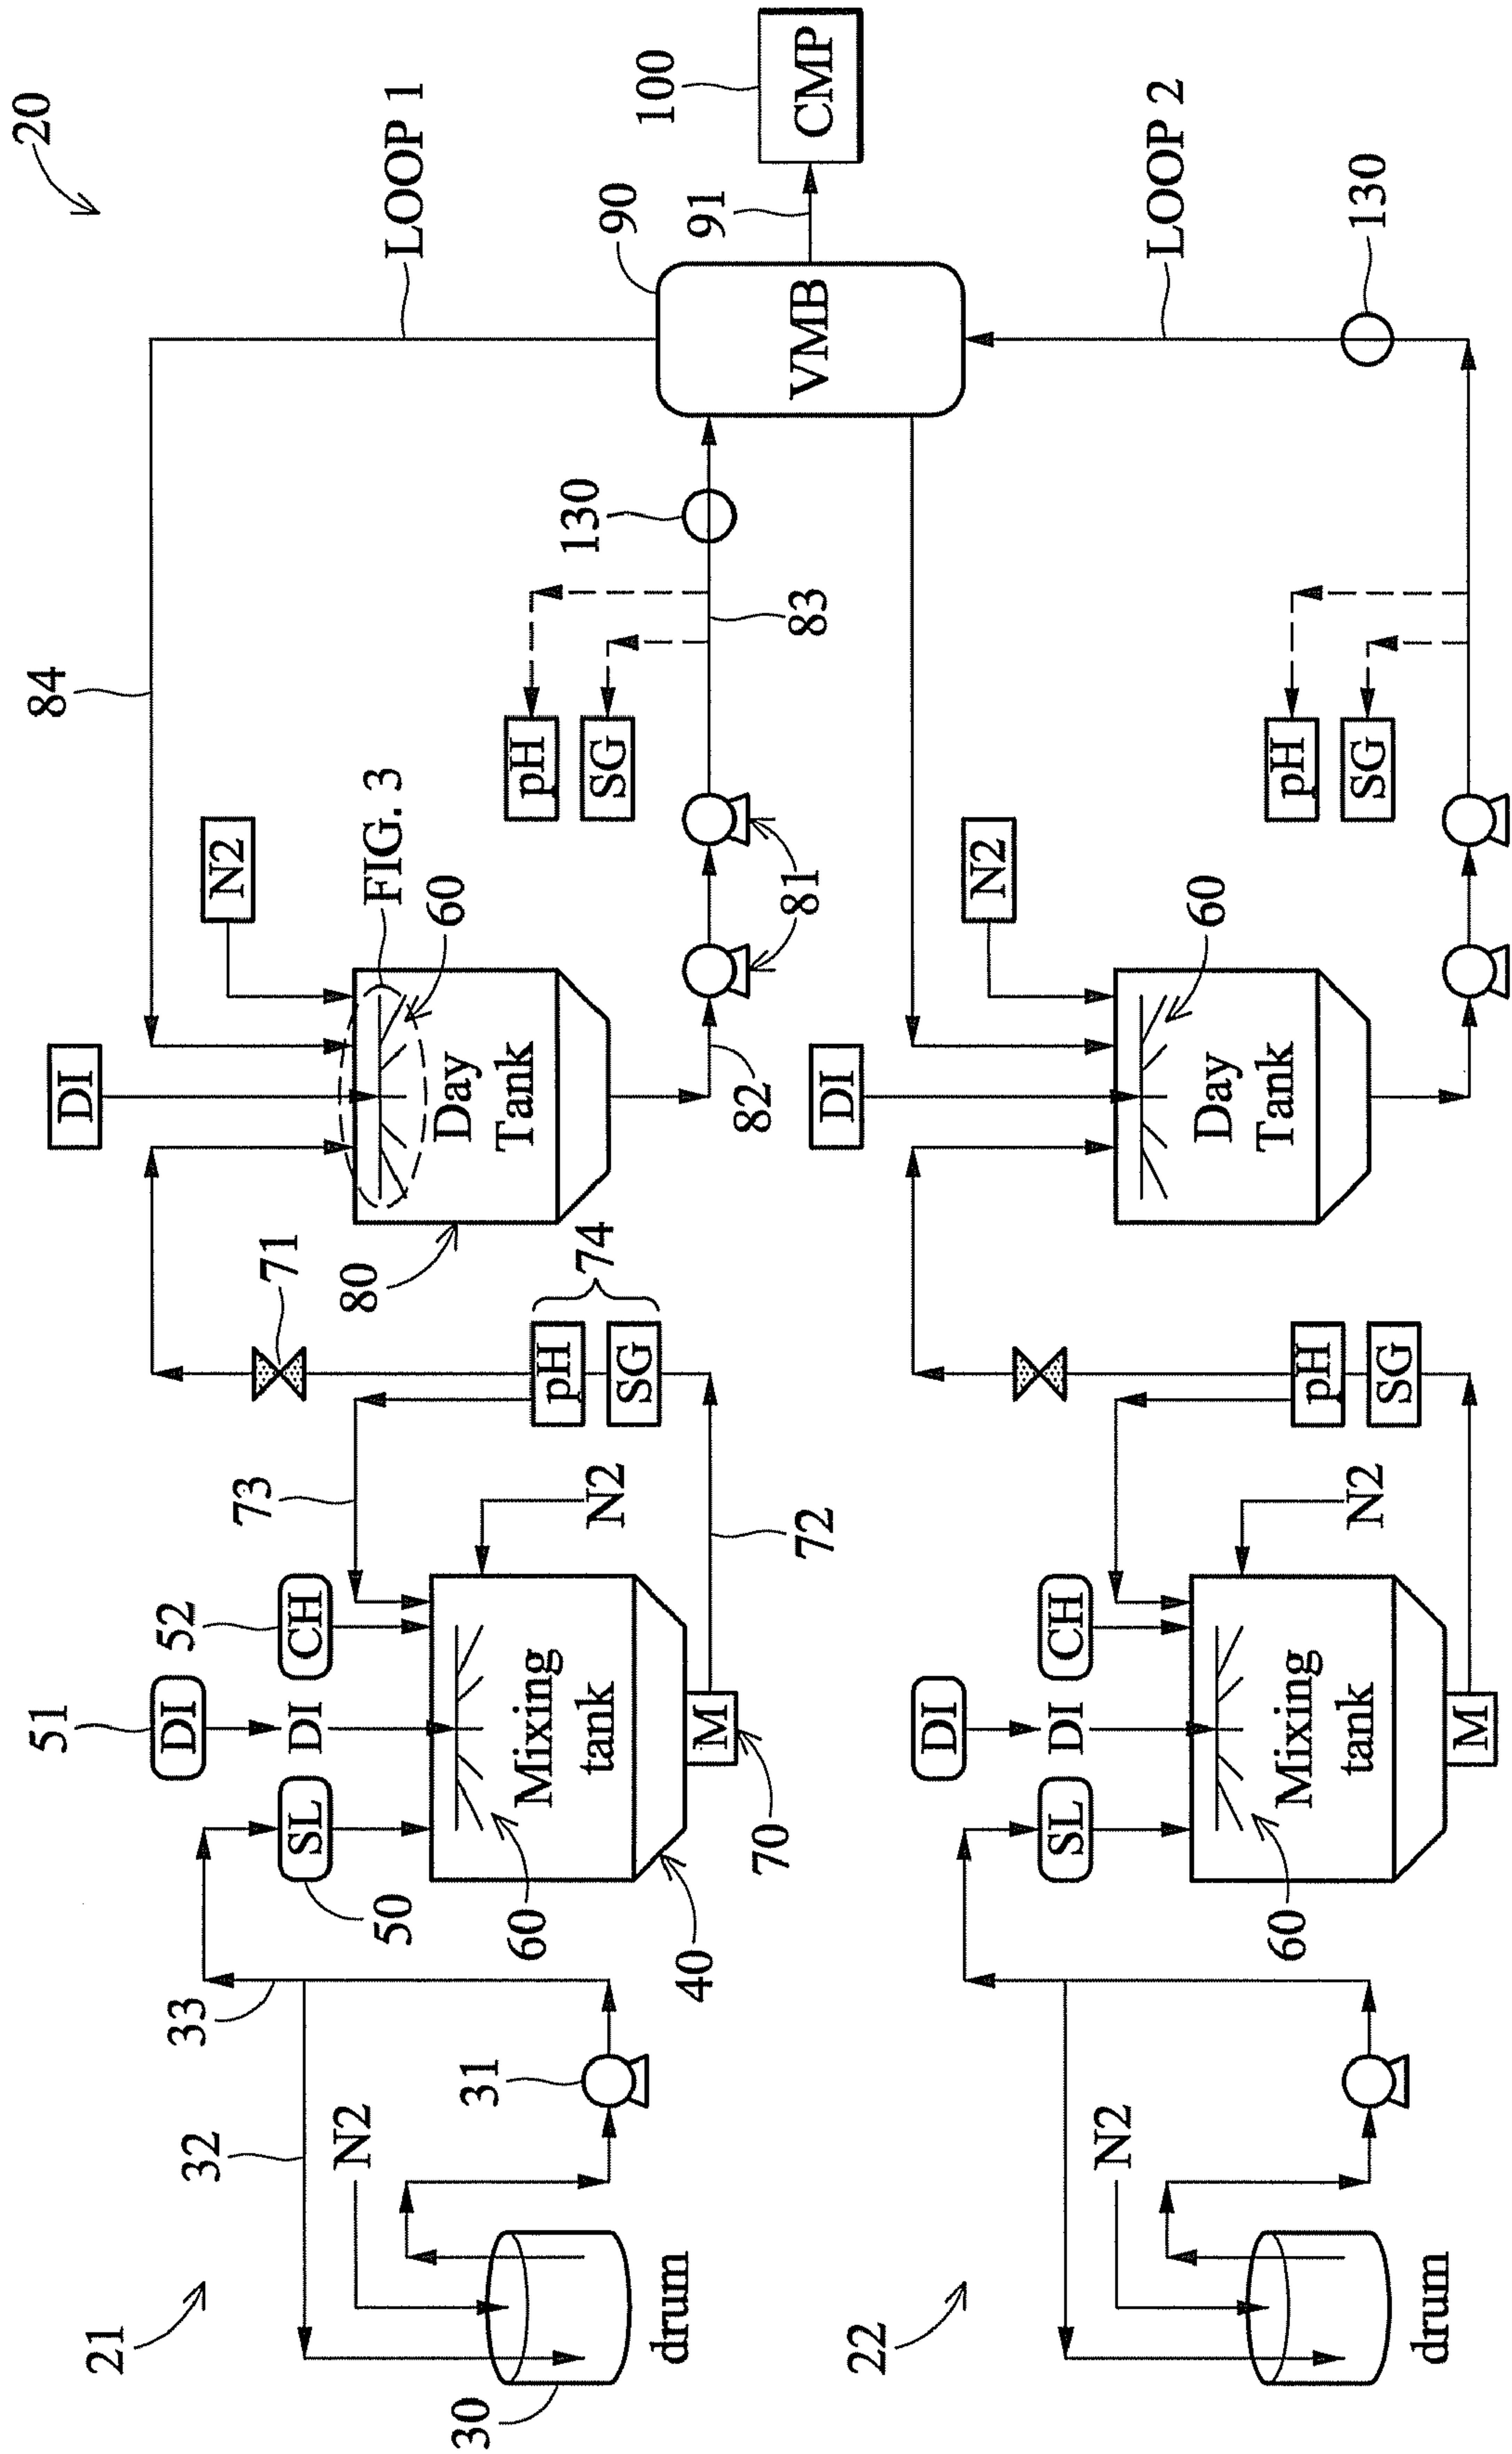 20
84
LOOP 1
DI
N2
FIG. 3
60
Day
Tank
80
71
pH
SG
74
130
83
81
82
90
VMB
91
100
CMP
51
DI
52
CH
DI
SL
50
73
N2
60
Mixing
tank
40
M
70
72
33
32
31
N2
21
30
drum
LOOP 2
130
DI
N2
60
Day
Tank
pH
SG
pH
SG
pH
SG
DI
CH
DI
SL
N2
60
Mixing
tank
M
N2
22
drum